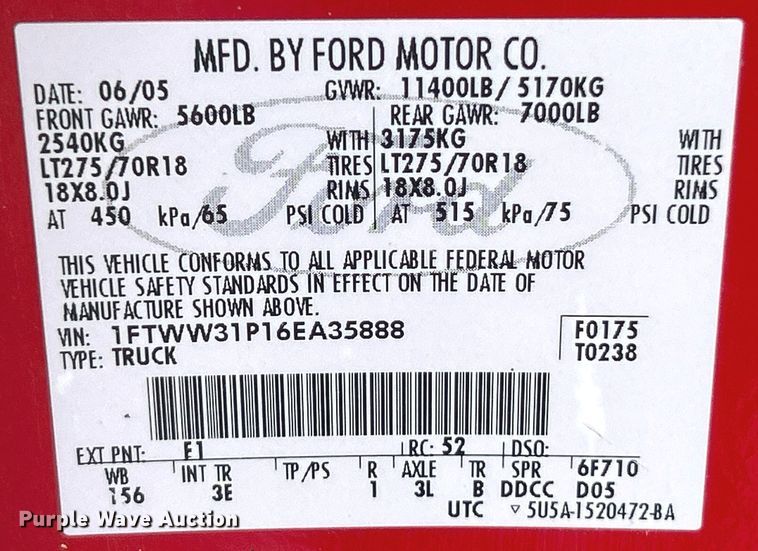 MFD. BY FORD MOTOR CO.
DATE: 06/05 GVWR: 11400LB/ 5170KG
FRONT GAWR: 5600LB REAR GAWR: 7000LB
2540KG WITH 3175KG WITH
LT275/70R18 TIRES LT275/70R18 TIRES
18X8.0J RIMS 18X8.0J RIMS
AT 450 kPa/65 PSI COLD AT 515 kPa/75 PSI COLD
Ford
THIS VEHICLE CONFORMS TO ALL APPLICABLE FEDERAL MOTOR
VEHICLE SAFETY STANDARDS IN EFFECT ON THE DATE OF
MANUFACTURE SHOWN ABOVE.
VIN: 1FTWW31P16EA35888 F0175
TYPE: TRUCK T0238
EXT PNT: F1 RC: 52 DSO:
WB INT TR TP/PS R AXLE TR SPR 6F710
156 3E 1 3L B DDCC D05
UTC ▽ 5U5A-1520472-BA
Purple Wave Auction